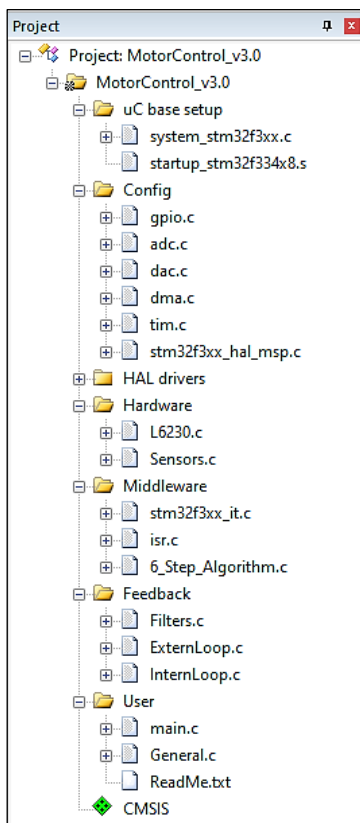 Project
Project: MotorControl_v3.0
MotorControl_v3.0
uC base setup
system_stm32f3xx.c
startup_stm32f334x8.s
Config
gpio.c
adc.c
dac.c
dma.c
tim.c
stm32f3xx_hal_msp.c
HAL drivers
Hardware
L6230.c
Sensors.c
Middleware
stm32f3xx_it.c
isr.c
6_Step_Algorithm.c
Feedback
Filters.c
ExternLoop.c
InternLoop.c
User
main.c
General.c
ReadMe.txt
CMSIS